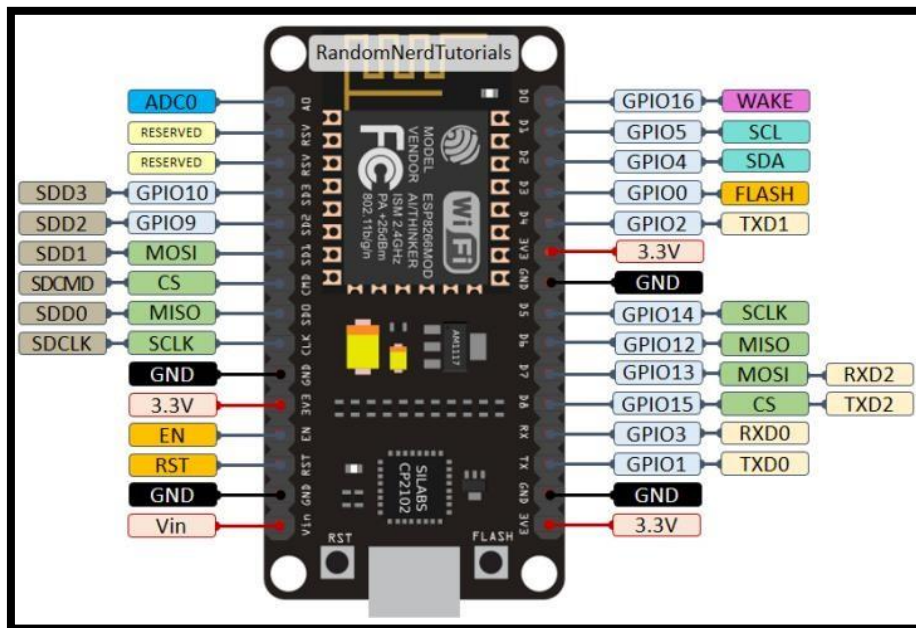 RandomNerdTutorials
ADC0 A0 D0 GPIO16 WAKE
RESERVED RSV D1 GPIO5 SCL
RESERVED RSV D2 GPIO4 SDA
SDD3 GPIO10 SD3 D3 GPIO0 FLASH
SDD2 GPIO9 SD2 D4 GPIO2 TXD1
SDD1 MOSI SD1 3V3 3.3V
SDCMD CS CMD GND GND
SDD0 MISO SD0 D5 GPIO14 SCLK
SDCLK SCLK CLK D6 GPIO12 MISO
GND GND D7 GPIO13 MOSI RXD2
3.3V 3V3 D8 GPIO15 CS TXD2
EN EN RX GPIO3 RXD0
RST RST TX GPIO1 TXD0
GND GND GND GND
Vin Vin 3V3 3.3V
MODEL ESP8266MOD
VENDOR AI/THINKER
ISM 2.4GHz
PA +25dBm
802.11b/g/n
FC
Wi Fi
AM1117
SILABS
CP2102
RST
FLASH